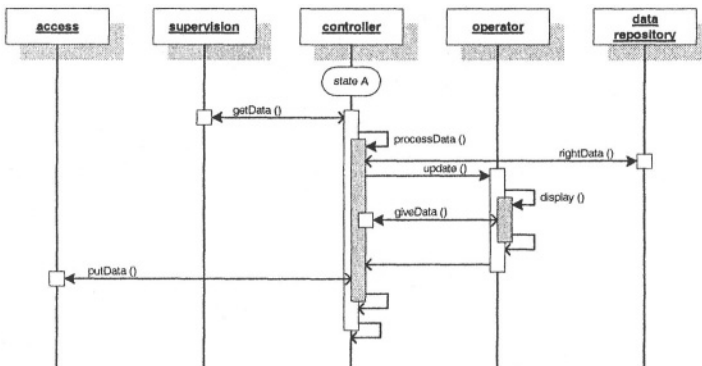 access
supervision
controller
operator
data
repository
state A
getData ()
processData ()
rightData ()
update ()
display ()
giveData ()
putData ()